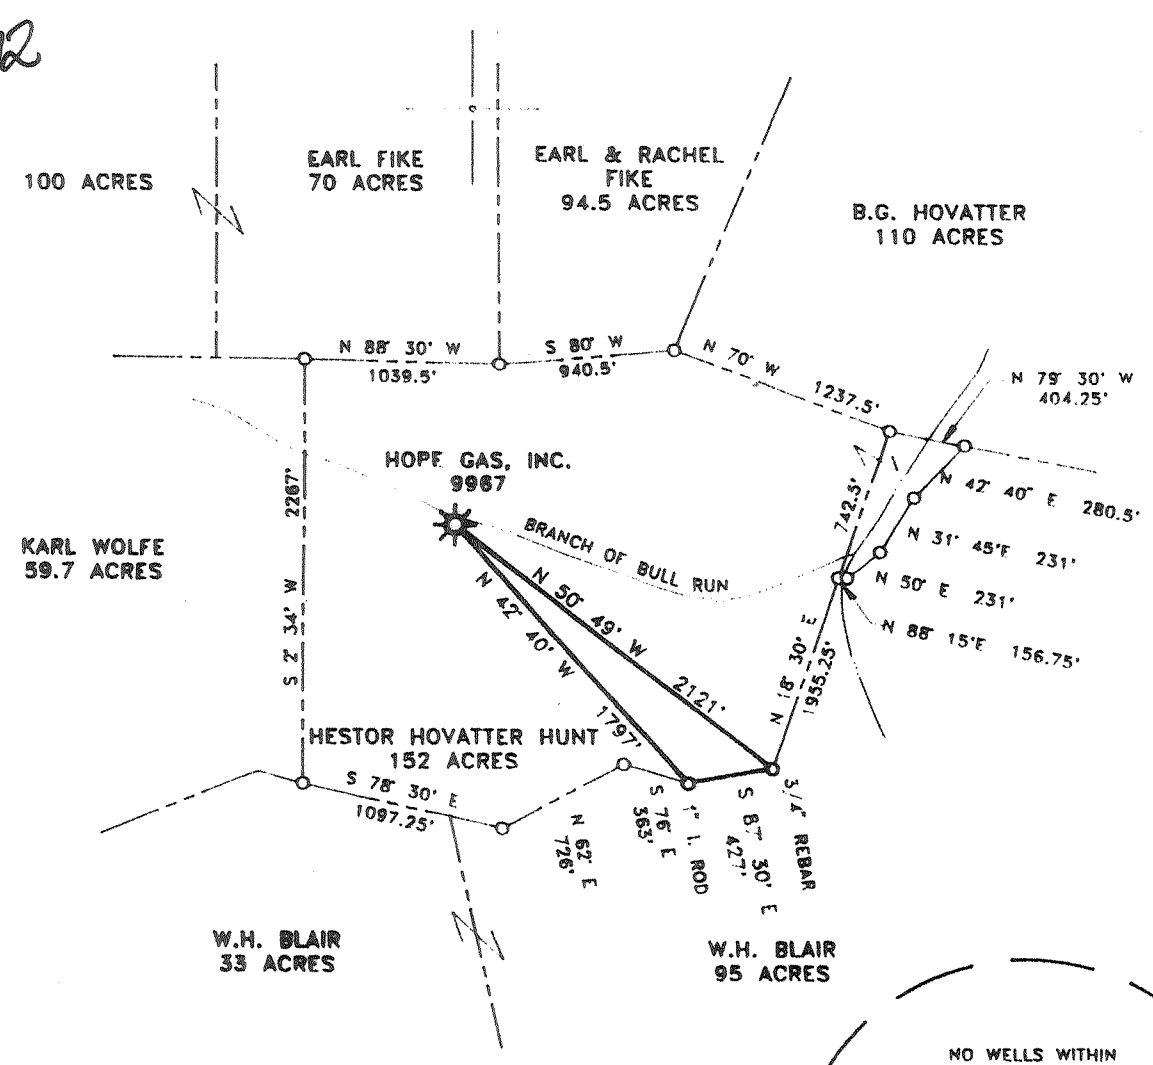 100 ACRES
EARL FIKE
70 ACRES
EARL & RACHEL
FIKE
94.5 ACRES
B.G. HOVATTER
110 ACRES
N 88° 30' W
1039.5'
S 80° W
940.5'
N 70° W
1237.5'
N 79° 30' W
404.25'
HOPE GAS, INC.
9967
2267'
S 2° 34' W
KARL WOLFE
59.7 ACRES
BRANCH OF BULL RUN
742.5'
N 42° 40" E 280.5'
N 31° 45'E 231'
N 50° E 231'
N 88° 15'E 156.75'
N 18° 30' E
1955.25'
N 50° 49' W
2121'
N 42° 40' W
1797'
HESTOR HOVATTER HUNT
152 ACRES
S 78° 30' E
1097.25'
N 62° E
726'
S 76° E
363'
1" I. ROD
S 87° 30' E
427'
3/4" REBAR
W.H. BLAIR
33 ACRES
W.H. BLAIR
95 ACRES
NO WELLS WITHIN